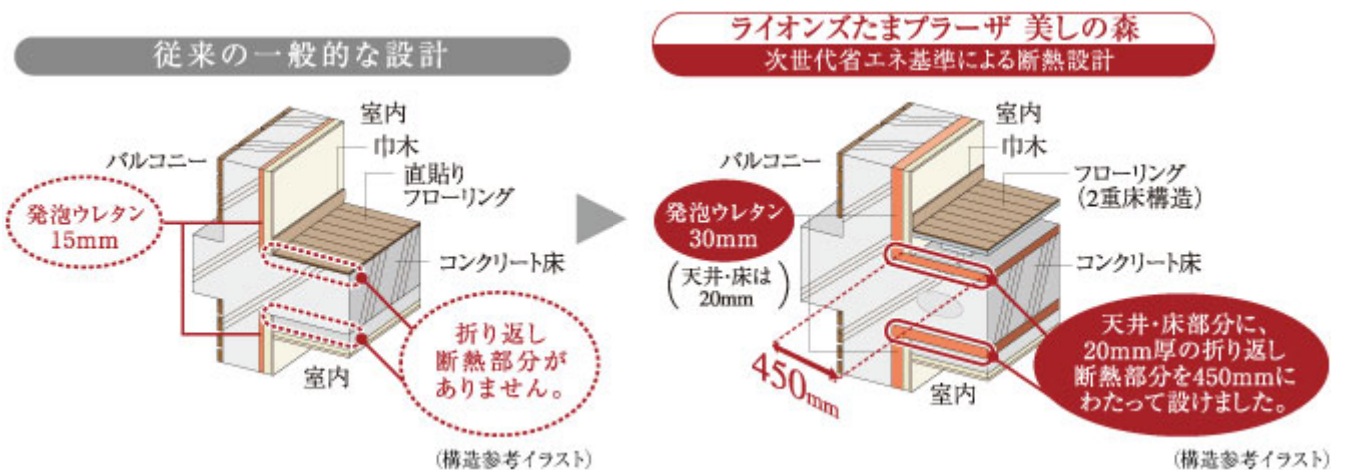 従来の一般的な設計
室内
巾木
バルコニー
直貼り
フローリング
発泡ウレタン
15mm
コンクリート床
折り返し
断熱部分が
ありません。
室内
(構造参考イラスト)
ライオンズたまプラーザ 美しの森
次世代省エネ基準による断熱設計
室内
巾木
バルコニー
フローリング
(2重床構造)
発泡ウレタン
30mm
(天井・床は
20mm)
コンクリート床
天井・床部分に、
20mm厚の折り返し
断熱部分を450mmに
わたって設けました。
450mm
室内
(構造参考イラスト)